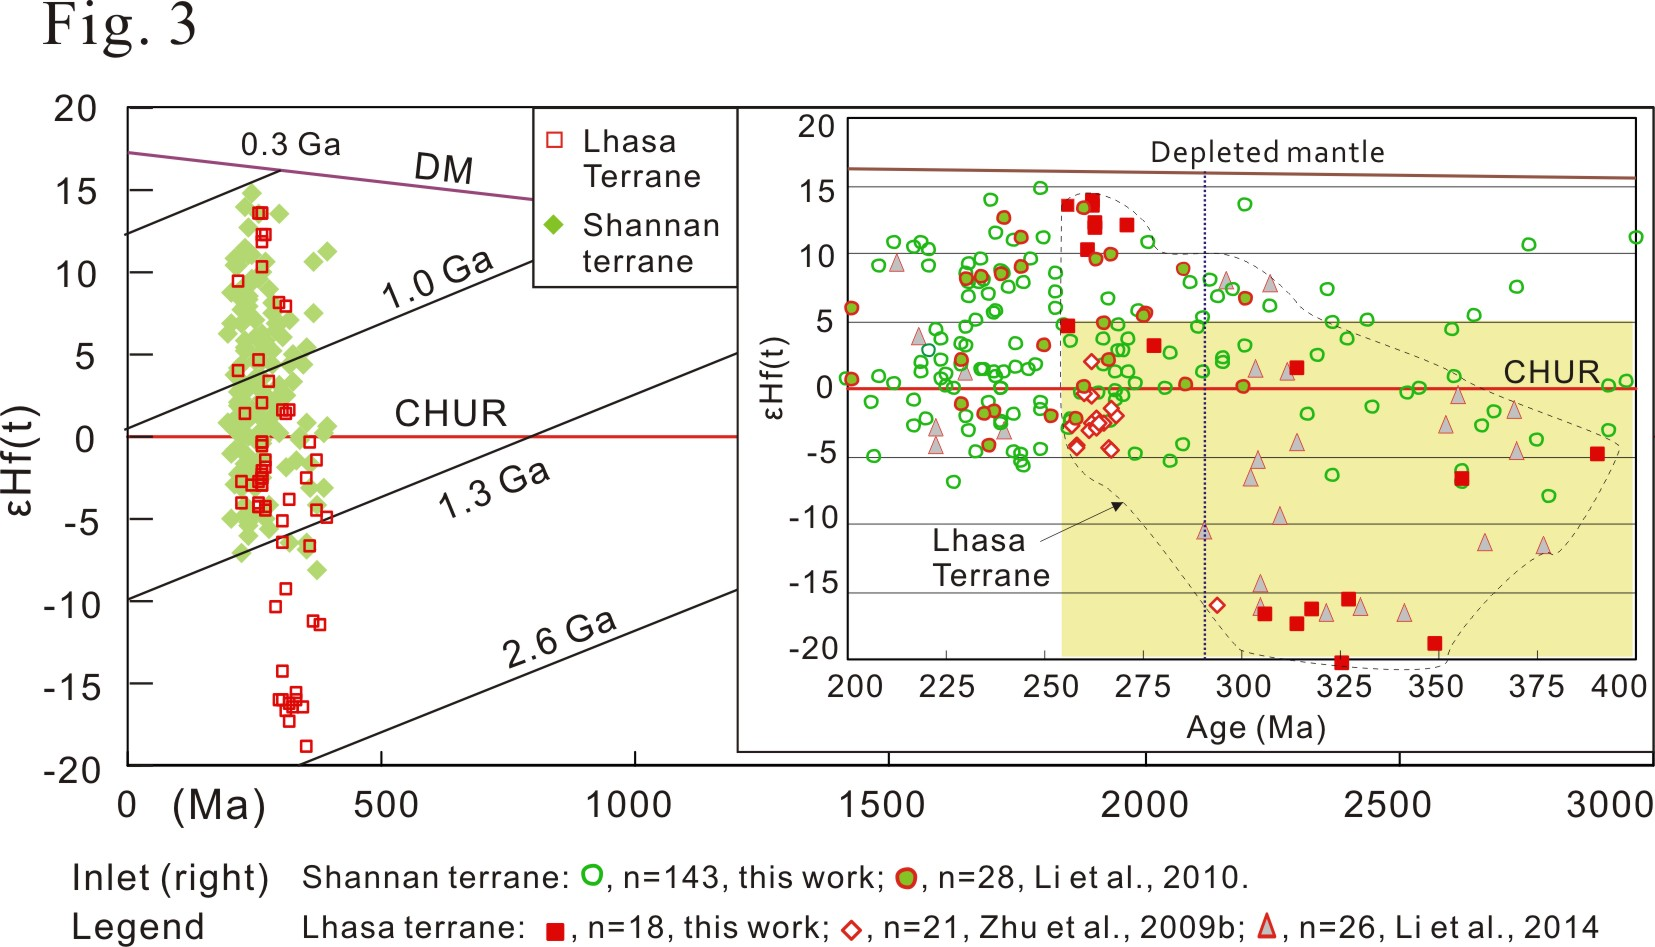 Fig. 3
20
15
10
5
0
-5
-10
-15
-20
εHf(t)
0.3 Ga
DM
1.0 Ga
CHUR
1.3 Ga
2.6 Ga
Lhasa
Terrane
Shannan
terrane
20
15
10
5
0
-5
-10
-15
-20
εHf(t)
Depleted mantle
CHUR
Lhasa
Terrane
200 225 250 275 300 325 350 375 400
Age (Ma)
0 (Ma) 500 1000 1500 2000 2500 3000
Inlet (right) Shannan terrane: , n=143, this work; , n=28, Li et al., 2010.
Legend Lhasa terrane: , n=18, this work; , n=21, Zhu et al., 2009b; , n=26, Li et al., 2014